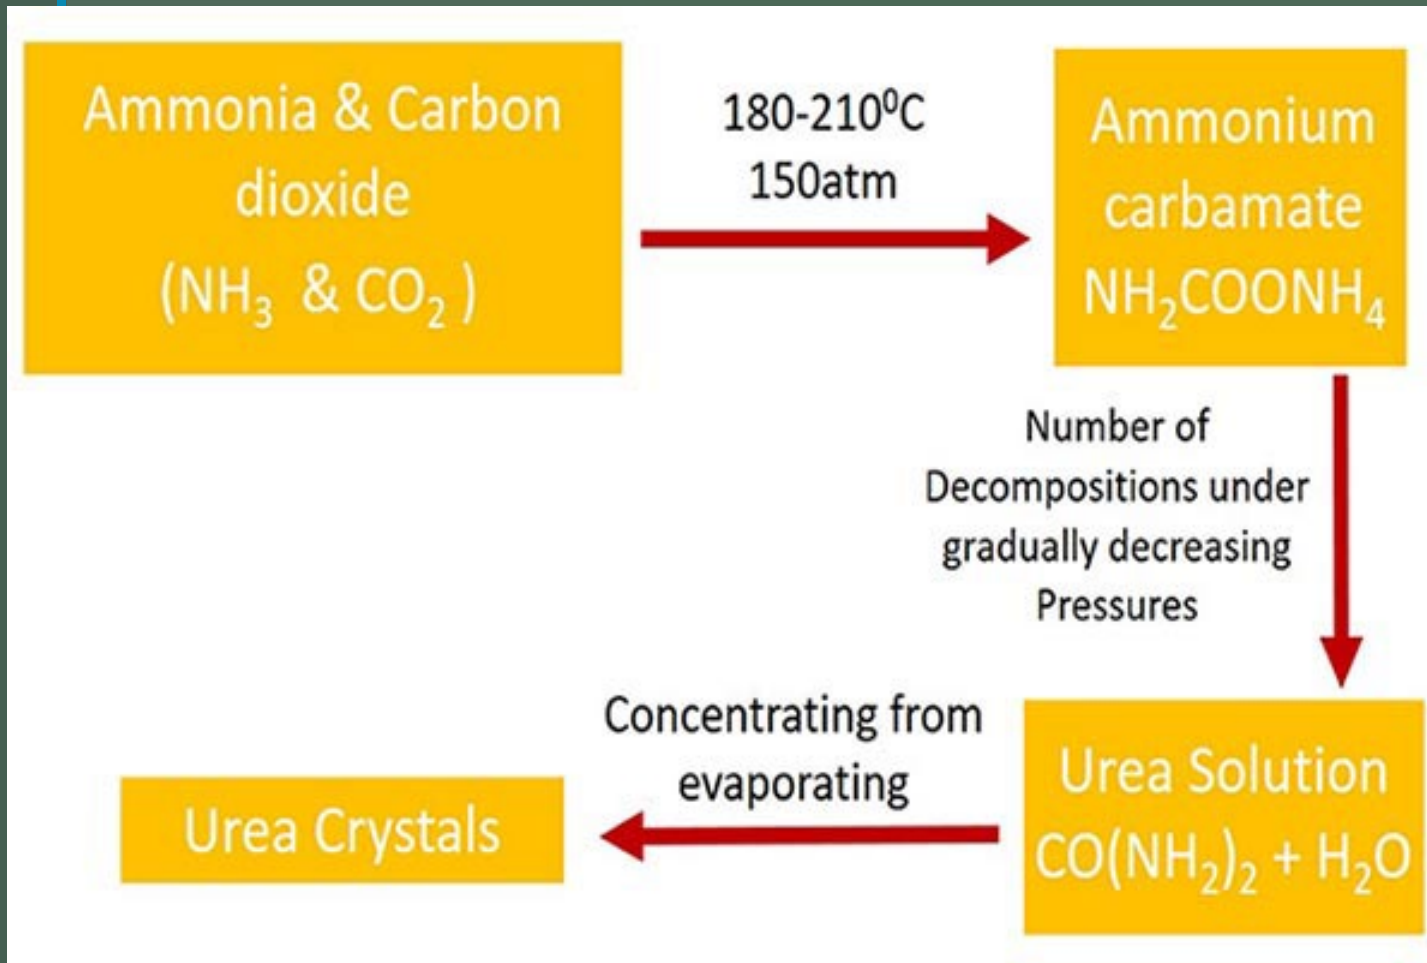 Ammonia & Carbon
dioxide
(NH₃ & CO₂ )
180-210⁰C
150atm
Ammonium
carbamate
NH₂COONH₄
Number of
Decompositions under
gradually decreasing
Pressures
Urea Solution
CO(NH₂)₂ + H₂O
Concentrating from
evaporating
Urea Crystals